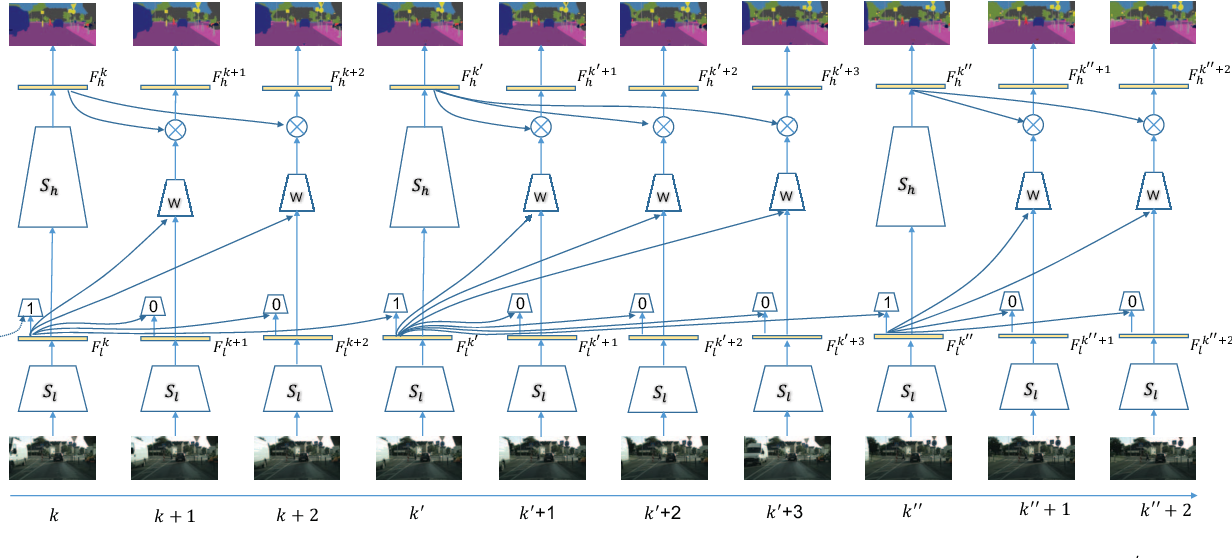 F_h^k F_h^{k+1} F_h^{k+2} F_h^{k'} F_h^{k'+1} F_h^{k'+2} F_h^{k'+3} F_h^{k''} F_h^{k''+1} F_h^{k''+2}
S_h W W S_h W W W S_h W W
1 0 0 1 0 0 0 1 0 0
F_l^k F_l^{k+1} F_l^{k+2} F_l^{k'} F_l^{k'+1} F_l^{k'+2} F_l^{k'+3} F_l^{k''} F_l^{k''+1} F_l^{k''+2}
S_l S_l S_l S_l S_l S_l S_l S_l S_l S_l
k k + 1 k + 2 k' k'+1 k'+2 k'+3 k'' k'' + 1 k'' + 2